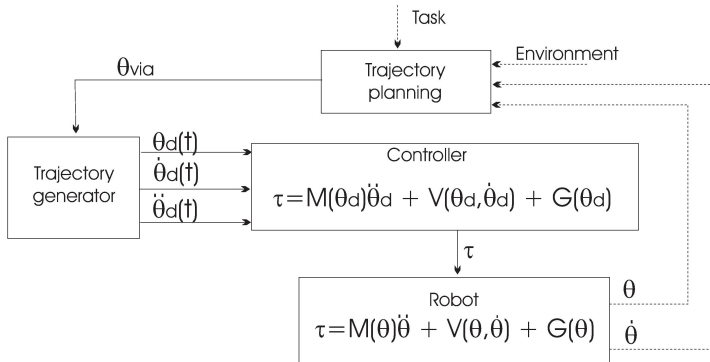 Task
Environment
Trajectory
planning
θvia
Trajectory
generator
θd(t)
θ̇d(t)
θ̈d(t)
Controller
τ=M(θd)θ̈d + V(θd,θ̇d) + G(θd)
τ
Robot
τ=M(θ)θ̈ + V(θ,θ̇) + G(θ)
θ
θ̇